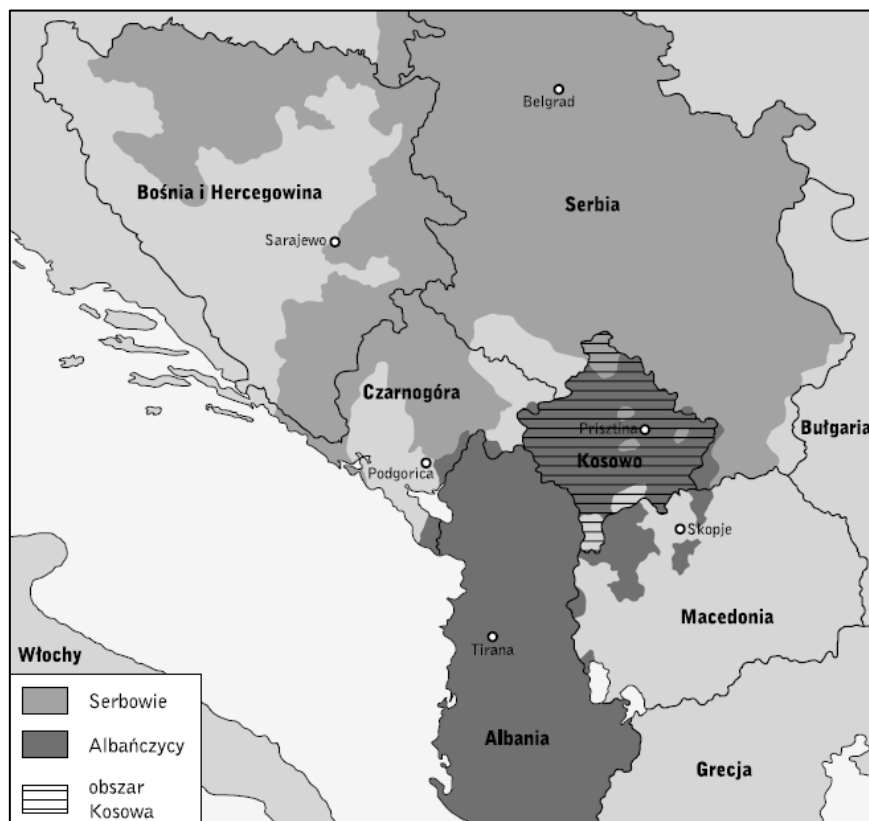 Belgrad
Bośnia i Hercegowina
Serbia
Sarajewo
Czarnogóra
Bułgaria
Prisztina
Kosowo
Podgorica
Skopje
Macedonia
Tirana
Włochy
Albania
Grecja
Serbowie
Albańczycy
obszar
Kosowa